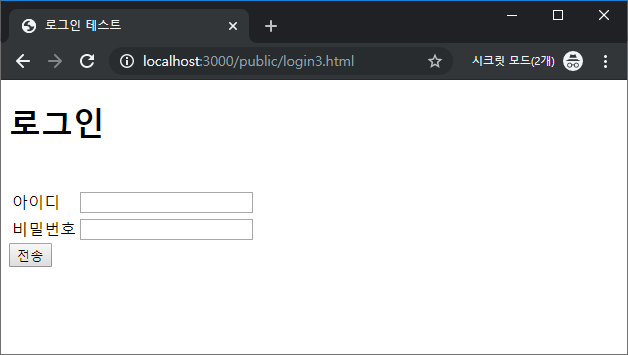 로그인 테스트
localhost:3000/public/login3.html
시크릿 모드(2개)
로그인
아이디
비밀번호
전송